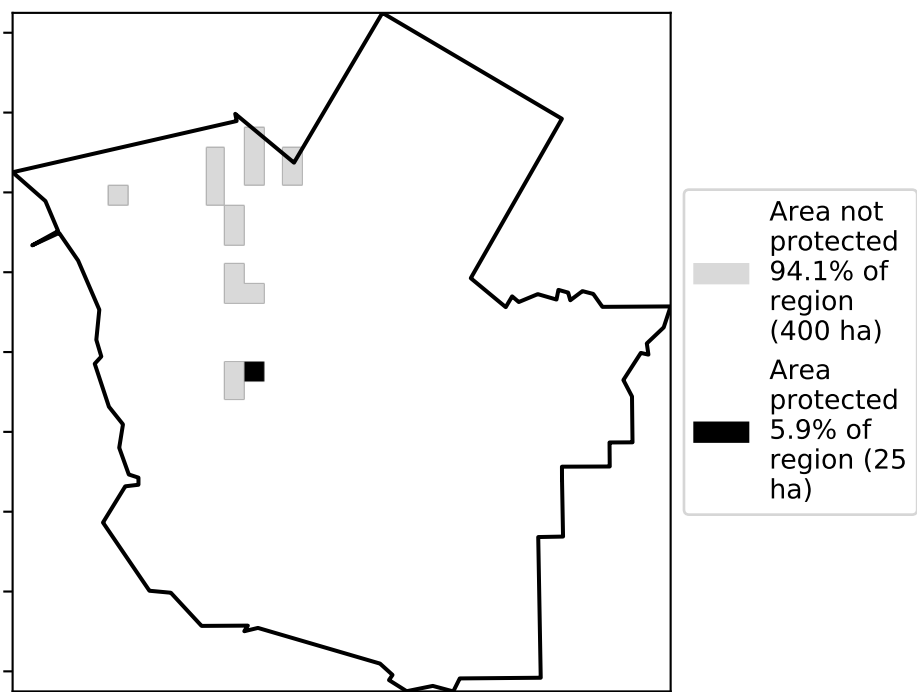 Area not
protected
94.1% of
region
(400 ha)
Area
protected
5.9% of
region (25
ha)